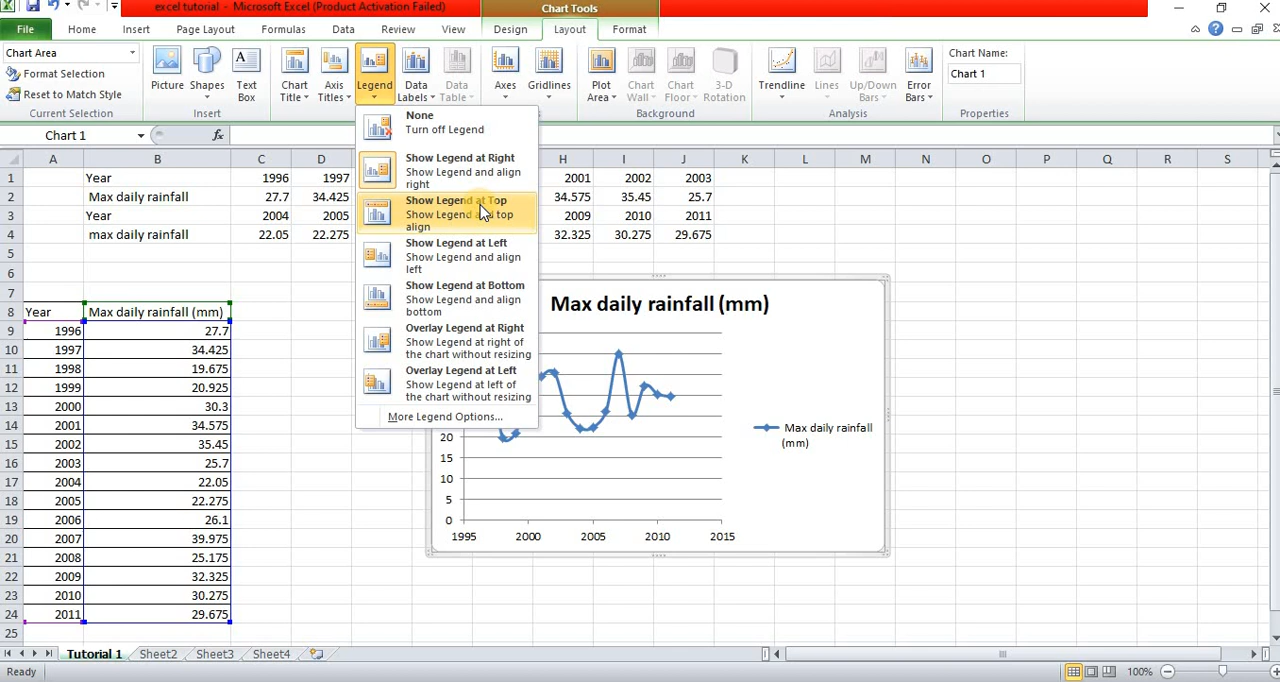 excel tutorial - Microsoft Excel (Product Activation Failed)
Chart Tools
File Home Insert Page Layout Formulas Data Review View Design Layout Format
Chart Area
Format Selection
Reset to Match Style
Current Selection
Picture Shapes Text Box
Insert
Chart Title Axis Titles Legend Data Labels Data Table
Axes Gridlines
Plot Area Chart Wall Chart Floor 3-D Rotation
Background
Trendline Lines Up/Down Bars Error Bars
Analysis
Chart Name:
Chart 1
Properties
Chart 1
fx
None
Turn off Legend
Show Legend at Right
Show Legend and align
right
Show Legend at Top
Show Legend and top
align
Show Legend at Left
Show Legend and align
left
Show Legend at Bottom
Show Legend and align
bottom
Overlay Legend at Right
Show Legend at right of
the chart without resizing
Overlay Legend at Left
Show Legend at left of
the chart without resizing
More Legend Options...
A B C D H I J K L M N O P Q R S
1 Year 1996 1997 2001 2002 2003
2 Max daily rainfall 27.7 34.425 34.575 35.45 25.7
3 Year 2004 2005 2009 2010 2011
4 max daily rainfall 22.05 22.275 32.325 30.275 29.675
5
6
7
8 Year Max daily rainfall (mm)
9 1996 27.7
10 1997 34.425
11 1998 19.675
12 1999 20.925
13 2000 30.3
14 2001 34.575
15 2002 35.45
16 2003 25.7
17 2004 22.05
18 2005 22.275
19 2006 26.1
20 2007 39.975
21 2008 25.175
22 2009 32.325
23 2010 30.275
24 2011 29.675
25
Max daily rainfall (mm)
20
15
10
5
0
1995 2000 2005 2010 2015
Max daily rainfall
(mm)
Tutorial 1 Sheet2 Sheet3 Sheet4
Ready
100%